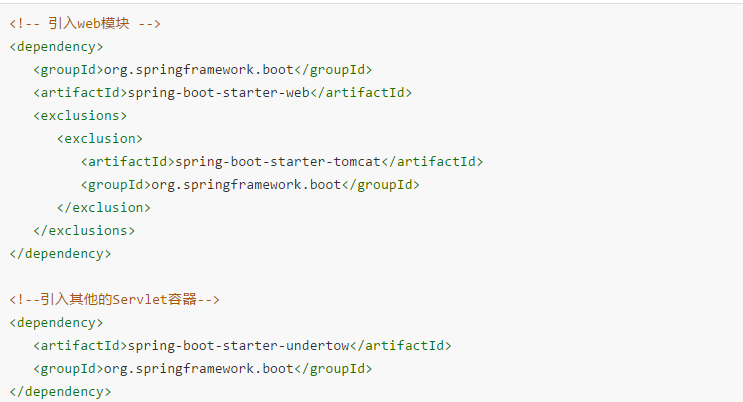 <!-- 引入web模块 -->
<dependency>
   <groupId>org.springframework.boot</groupId>
   <artifactId>spring-boot-starter-web</artifactId>
   <exclusions>
      <exclusion>
         <artifactId>spring-boot-starter-tomcat</artifactId>
         <groupId>org.springframework.boot</groupId>
      </exclusion>
   </exclusions>
</dependency>

<!--引入其他的Servlet容器-->
<dependency>
   <artifactId>spring-boot-starter-undertow</artifactId>
   <groupId>org.springframework.boot</groupId>
</dependency>